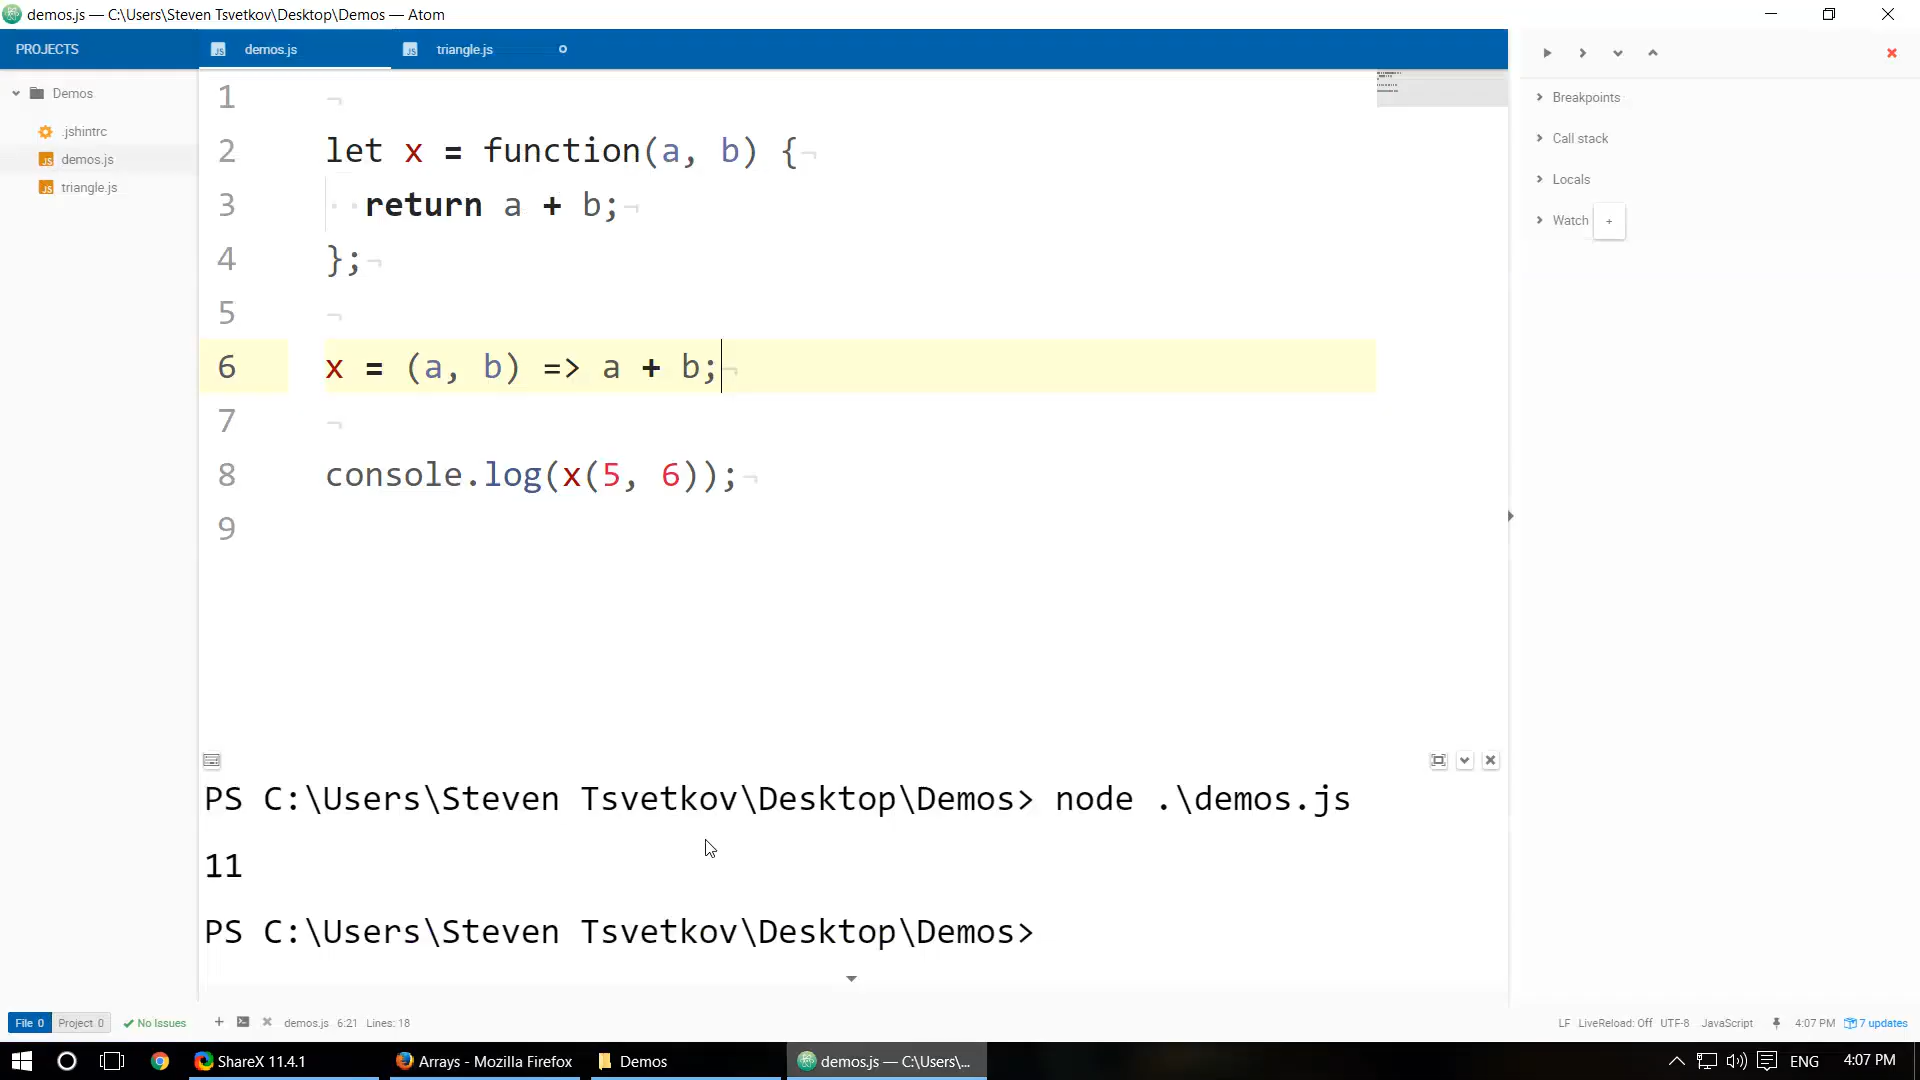 demos.js — C:\Users\Steven Tsvetkov\Desktop\Demos — Atom
PROJECTS
demos.js
triangle.js
Demos
.jshintrc
demos.js
triangle.js
1 ¬
2 let x = function(a, b) {¬
3 ··return a + b;¬
4 };¬
5 ¬
6 x = (a, b) => a + b;¬
7 ¬
8 console.log(x(5, 6));¬
9
Breakpoints
Call stack
Locals
Watch +
PS C:\Users\Steven Tsvetkov\Desktop\Demos> node .\demos.js
11
PS C:\Users\Steven Tsvetkov\Desktop\Demos>
File 0 Project 0 No Issues demos.js 6:21 Lines: 18 LF LiveReload: Off UTF-8 JavaScript 4:07 PM 7 updates
ShareX 11.4.1 Arrays - Mozilla Firefox Demos demos.js — C:\Users\... ENG 4:07 PM